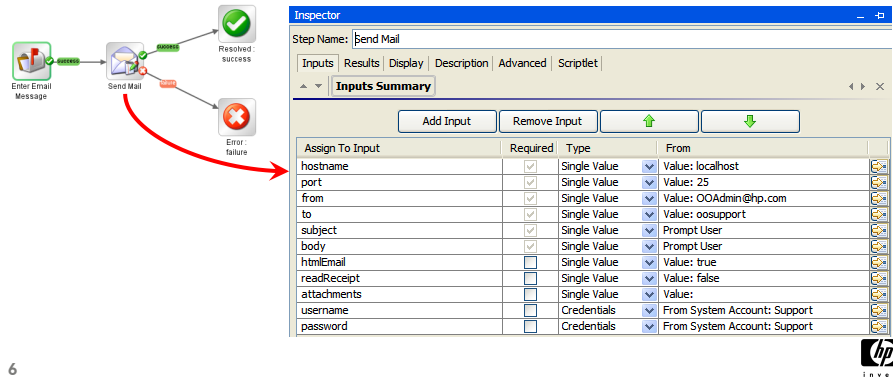 Inspector
Step Name: Send Mail
Inputs Results Display Description Advanced Scriptlet
Inputs Summary
Add Input Remove Input
Assign To Input Required Type From
hostname Single Value Value: localhost
port Single Value Value: 25
from Single Value Value: OOAdmin@hp.com
to Single Value Value: oosupport
subject Single Value Prompt User
body Single Value Prompt User
htmlEmail Single Value Value: true
readReceipt Single Value Value: false
attachments Single Value Value:
username Credentials From System Account: Support
password Credentials From System Account: Support
Enter Email
Message
success
Send Mail
success
Resolved :
success
failure
Error :
failure
6
hp
inve